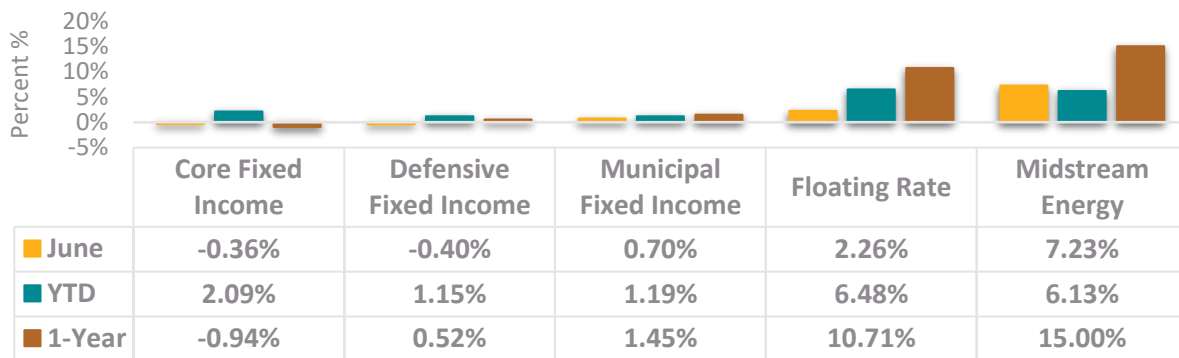 20%
15%
10%
5%
0%
-5%
Percent %
Core Fixed
Income
Defensive
Fixed Income
Municipal
Fixed Income
Floating Rate
Midstream
Energy
June -0.36% -0.40% 0.70% 2.26% 7.23%
YTD 2.09% 1.15% 1.19% 6.48% 6.13%
1-Year -0.94% 0.52% 1.45% 10.71% 15.00%